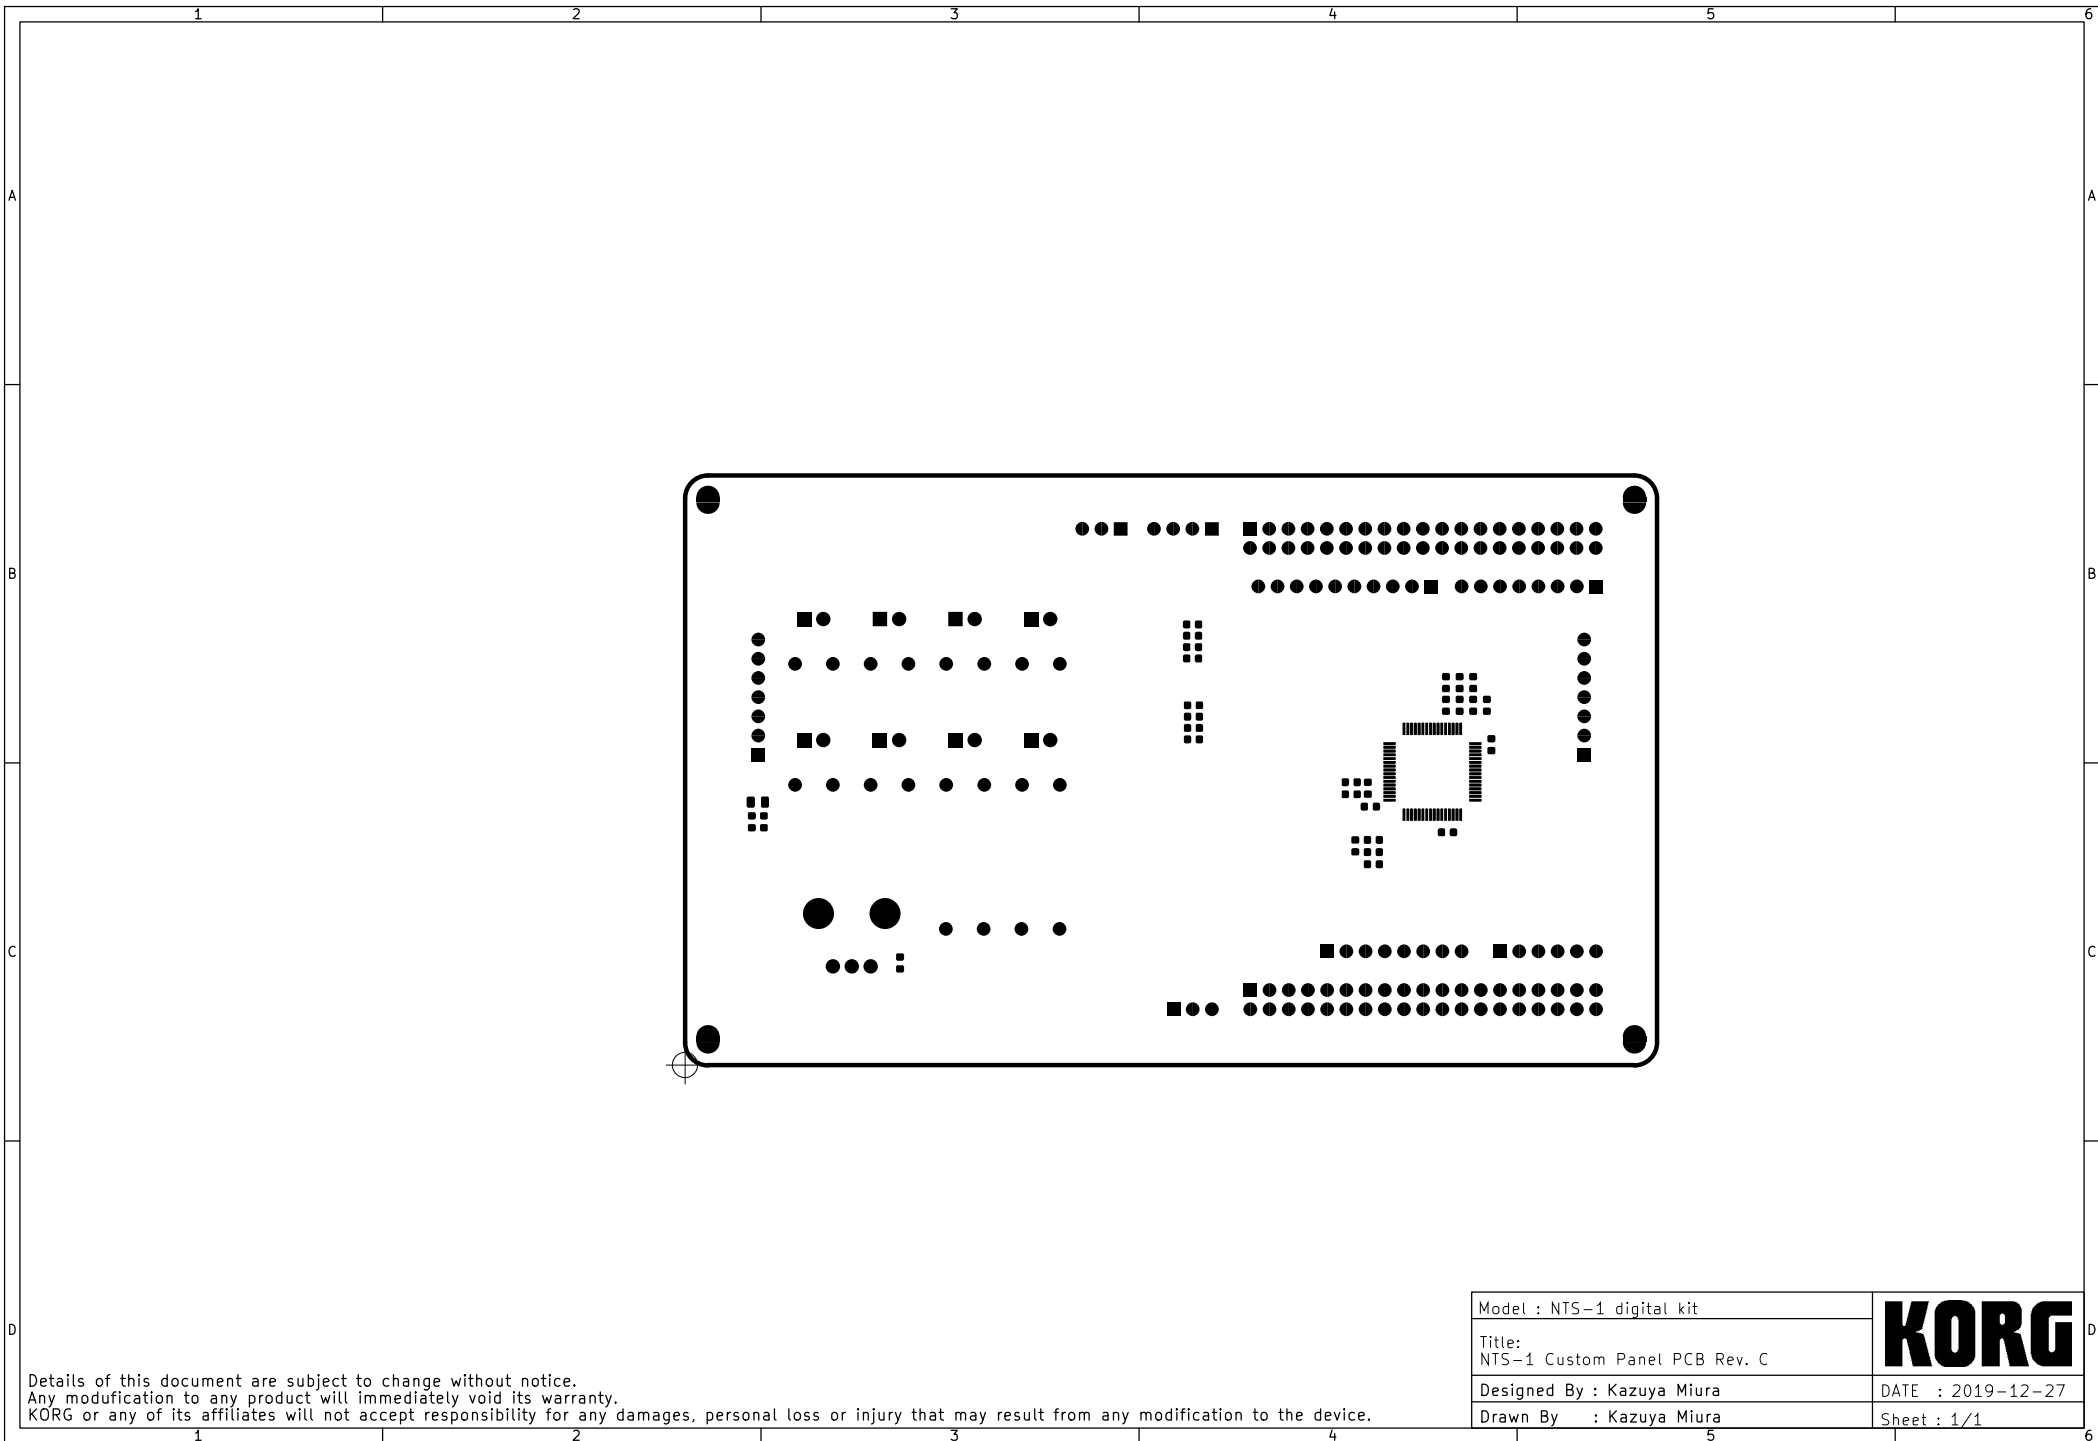 1 2 3 4 5 6
A A
B B
C C
D D
Model : NTS-1 digital kit
KORG
Title:
NTS-1 Custom Panel PCB Rev. C
Designed By : Kazuya Miura
DATE : 2019-12-27
Drawn By : Kazuya Miura
Sheet : 1/1
Details of this document are subject to change without notice.
Any modufication to any product will immediately void its warranty.
KORG or any of its affiliates will not accept responsibility for any damages, personal loss or injury that may result from any modification to the device.
1 2 3 4 5 6